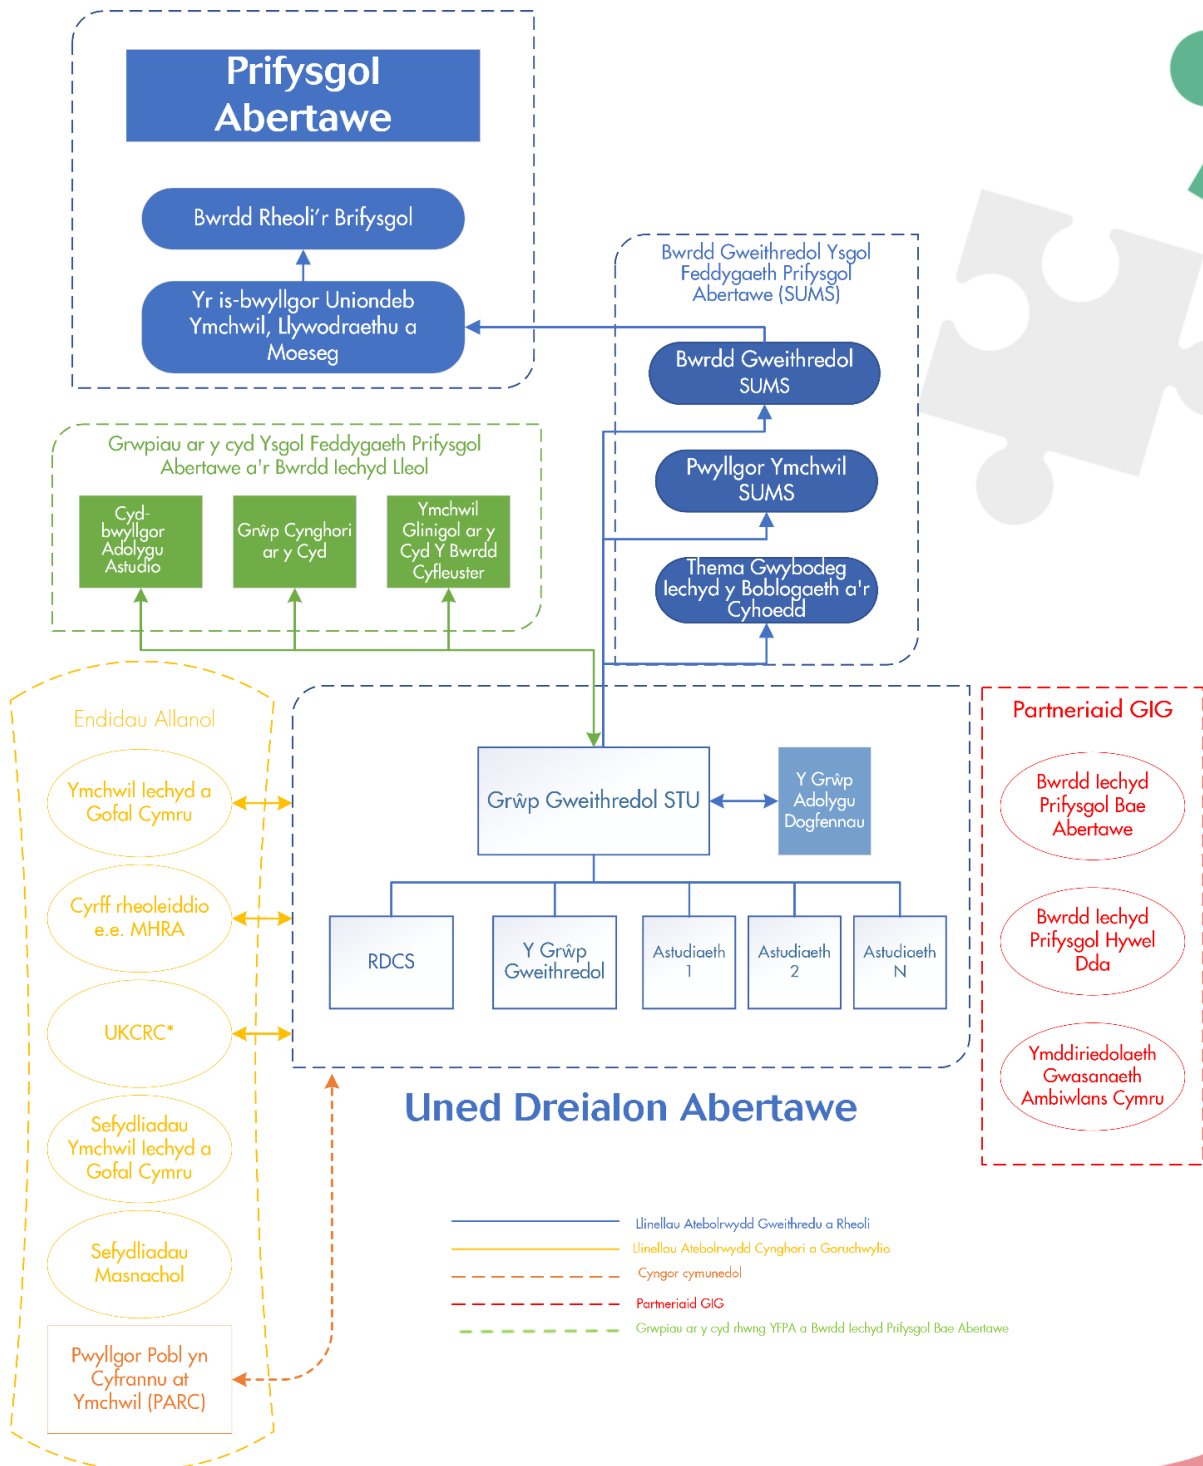 Prifysgol
Abertawe
Bwrdd Rheoli'r Brifysgol
Yr is-bwyllgor Uniondeb
Ymchwil, Llywodraethu a
Moeseg
Bwrdd Gweithredol Ysgol
Feddygaeth Prifysgol
Abertawe (SUMS)
Bwrdd Gweithredol
SUMS
Pwyllgor Ymchwil
SUMS
Thema Gwybodeg
Iechyd y Boblogaeth a'r
Cyhoedd
Grwpiau ar y cyd Ysgol Feddygaeth Prifysgol
Abertawe a'r Bwrdd Iechyd Lleol
Cyd-
bwyllgor
Adolygu
Astudio
Grŵp Cynghori
ar y Cyd
Ymchwil
Glinigol ar y
Cyd Y Bwrdd
Cyfleuster
Endidau Allanol
Ymchwil Iechyd a
Gofal Cymru
Cyrff rheoleiddio
e.e. MHRA
UKCRC*
Sefydliadau
Ymchwil Iechyd a
Gofal Cymru
Sefydliadau
Masnachol
Pwyllgor Pobl yn
Cyfrannu at
Ymchwil (PARC)
Grŵp Gweithredol STU
Y Grŵp
Adolygu
Dogfennau
RDCS
Y Grŵp
Gweithredol
Astudiaeth
1
Astudiaeth
2
Astudiaeth
N
Uned Dreialon Abertawe
Partneriaid GIG
Bwrdd Iechyd
Prifysgol Bae
Abertawe
Bwrdd Iechyd
Prifysgol Hywel
Dda
Ymddiriedolaeth
Gwasanaeth
Ambiwlans Cymru
Llinellau Atebolrwydd Gweithredu a Rheoli
Llinellau Atebolrwydd Cynghori a Goruchwylio
Cyngor cymunedol
Partneriaid GIG
Grwpiau ar y cyd rhwng YFPA a Bwrdd Iechyd Prifysgol Bae Abertawe